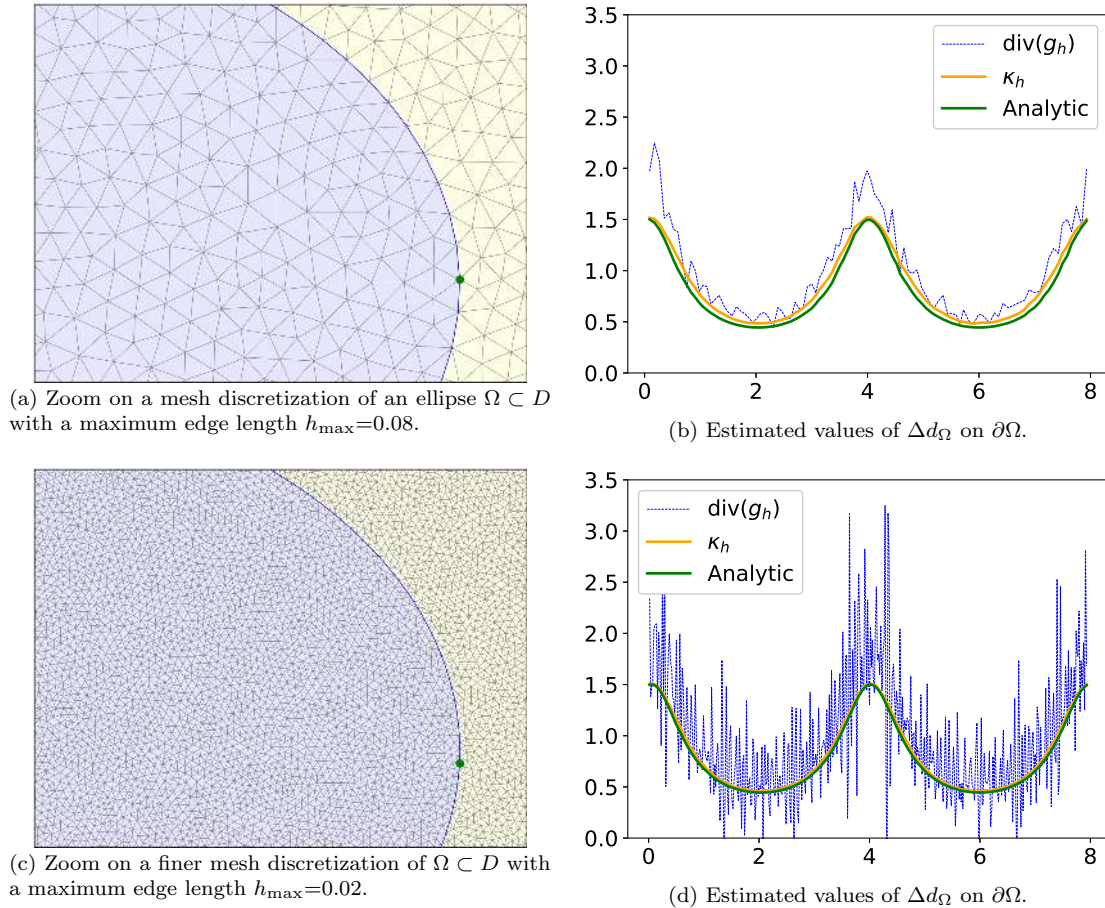 3.5
3.0
2.5
2.0
1.5
1.0
0.5
0.0
div(g_h)
κ_h
Analytic
0 2 4 6 8
(a) Zoom on a mesh discretization of an ellipse Ω ⊂ D
with a maximum edge length h_max=0.08.
(b) Estimated values of Δd_Ω on ∂Ω.
3.5
3.0
2.5
2.0
1.5
1.0
0.5
0.0
div(g_h)
κ_h
Analytic
0 2 4 6 8
(c) Zoom on a finer mesh discretization of Ω ⊂ D with
a maximum edge length h_max=0.02.
(d) Estimated values of Δd_Ω on ∂Ω.